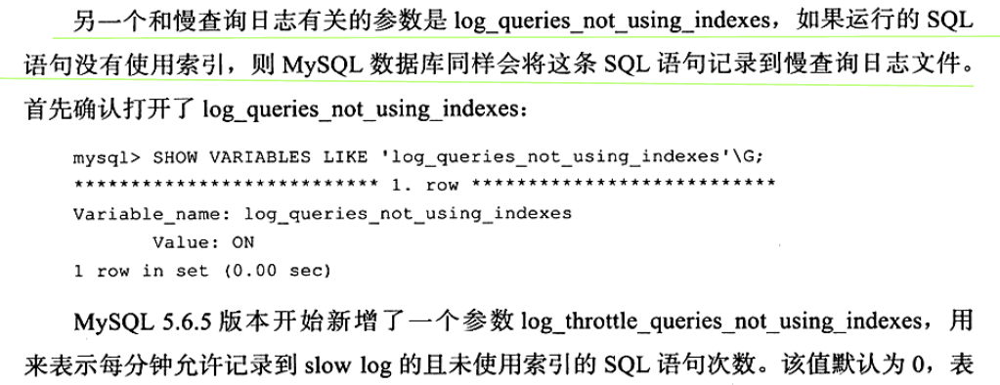 另一个和慢查询日志有关的参数是 log_queries_not_using_indexes，如果运行的 SQL
语句没有使用索引，则 MySQL 数据库同样会将这条 SQL 语句记录到慢查询日志文件。
首先确认打开了 log_queries_not_using_indexes：
mysql> SHOW VARIABLES LIKE 'log_queries_not_using_indexes'\G;
*************************** 1. row ***************************
Variable_name: log_queries_not_using_indexes
Value: ON
1 row in set (0.00 sec)
MySQL 5.6.5 版本开始新增了一个参数 log_throttle_queries_not_using_indexes，用
来表示每分钟允许记录到 slow log 的且未使用索引的 SQL 语句次数。该值默认为 0，表